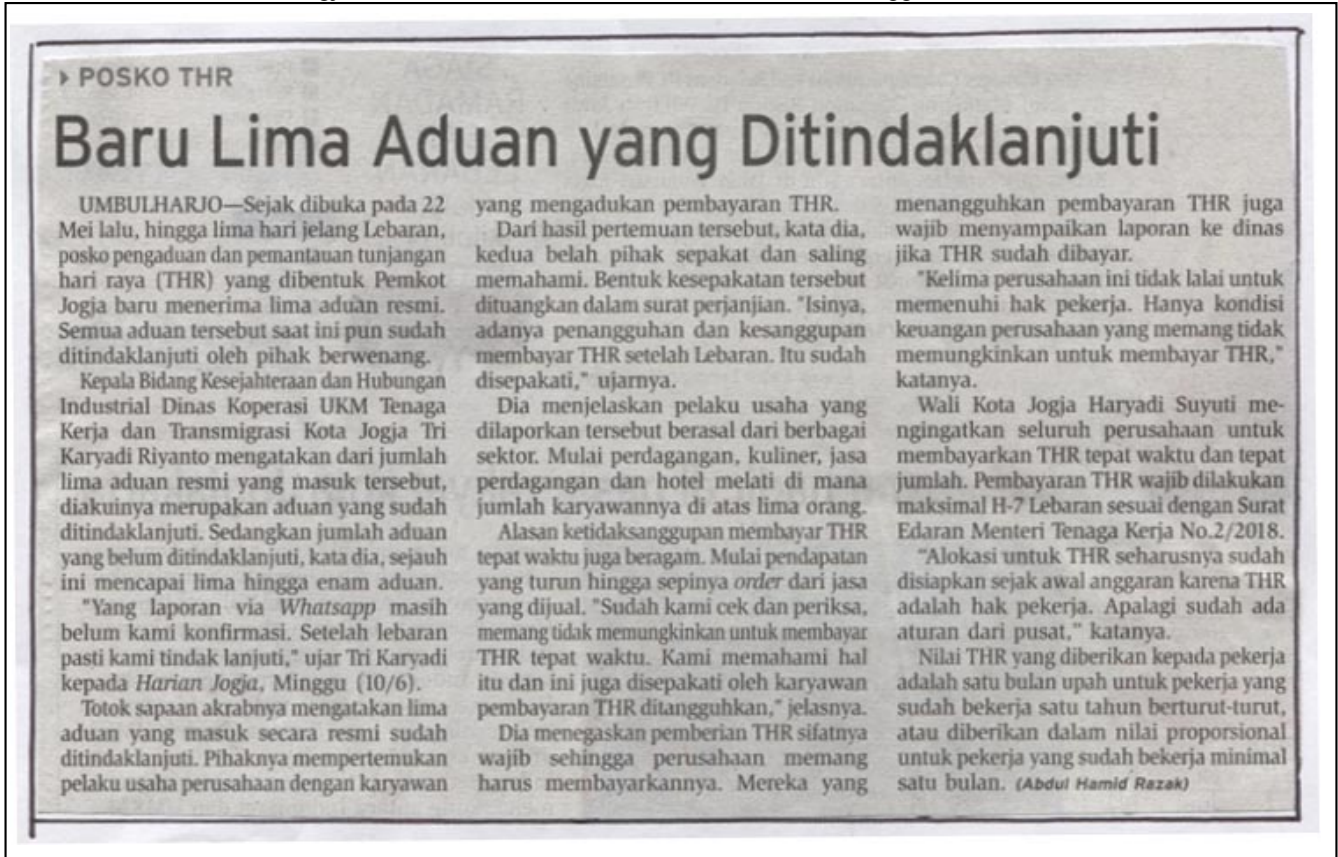 POSKO THR
Baru Lima Aduan yang Ditindaklanjuti
UMBULHARJO—Sejak dibuka pada 22
Mei lalu, hingga lima hari jelang Lebaran,
posko pengaduan dan pemantauan tunjangan
hari raya (THR) yang dibentuk Pemkot
Jogja baru menerima lima aduan resmi.
Semua aduan tersebut saat ini pun sudah
ditindaklanjuti oleh pihak berwenang.
Kepala Bidang Kesejahteraan dan Hubungan
Industrial Dinas Koperasi UKM Tenaga
Kerja dan Transmigrasi Kota Jogja Tri
Karyadi Riyanto mengatakan dari jumlah
lima aduan resmi yang masuk tersebut,
diakuinya merupakan aduan yang sudah
ditindaklanjuti. Sedangkan jumlah aduan
yang belum ditindaklanjuti, kata dia, sejauh
ini mencapai lima hingga enam aduan.
"Yang laporan via Whatsapp masih
belum kami konfirmasi. Setelah lebaran
pasti kami tindak lanjuti," ujar Tri Karyadi
kepada Harian Jogja, Minggu (10/6).
Totok sapaan akrabnya mengatakan lima
aduan yang masuk secara resmi sudah
ditindaklanjuti. Pihaknya mempertemukan
pelaku usaha perusahaan dengan karyawan
yang mengadukan pembayaran THR.
Dari hasil pertemuan tersebut, kata dia,
kedua belah pihak sepakat dan saling
memahami. Bentuk kesepakatan tersebut
dituangkan dalam surat perjanjian. "Isinya,
adanya penangguhan dan kesanggupan
membayar THR setelah Lebaran. Itu sudah
disepakati," ujarnya.
Dia menjelaskan pelaku usaha yang
dilaporkan tersebut berasal dari berbagai
sektor. Mulai perdagangan, kuliner, jasa
perdagangan dan hotel melati di mana
jumlah karyawannya di atas lima orang.
Alasan ketidaksanggupan membayar THR
tepat waktu juga beragam. Mulai pendapatan
yang turun hingga sepinya order dari jasa
yang dijual. "Sudah kami cek dan periksa,
memang tidak memungkinkan untuk membayar
THR tepat waktu. Kami memahami hal
itu dan ini juga disepakati oleh karyawan
pembayaran THR ditangguhkan," jelasnya.
Dia menegaskan pemberian THR sifatnya
wajib sehingga perusahaan memang
harus membayarkannya. Mereka yang
menangguhkan pembayaran THR juga
wajib menyampaikan laporan ke dinas
jika THR sudah dibayar.
"Kelima perusahaan ini tidak lalai untuk
memenuhi hak pekerja. Hanya kondisi
keuangan perusahaan yang memang tidak
memungkinkan untuk membayar THR,"
katanya.
Wali Kota Jogja Haryadi Suyuti me-
ngingatkan seluruh perusahaan untuk
membayarkan THR tepat waktu dan tepat
jumlah. Pembayaran THR wajib dilakukan
maksimal H-7 Lebaran sesuai dengan Surat
Edaran Menteri Tenaga Kerja No.2/2018.
"Alokasi untuk THR seharusnya sudah
disiapkan sejak awal anggaran karena THR
adalah hak pekerja. Apalagi sudah ada
aturan dari pusat," katanya.
Nilai THR yang diberikan kepada pekerja
adalah satu bulan upah untuk pekerja yang
sudah bekerja satu tahun berturut-turut,
atau diberikan dalam nilai proporsional
untuk pekerja yang sudah bekerja minimal
satu bulan. (Abdul Hamid Razak)